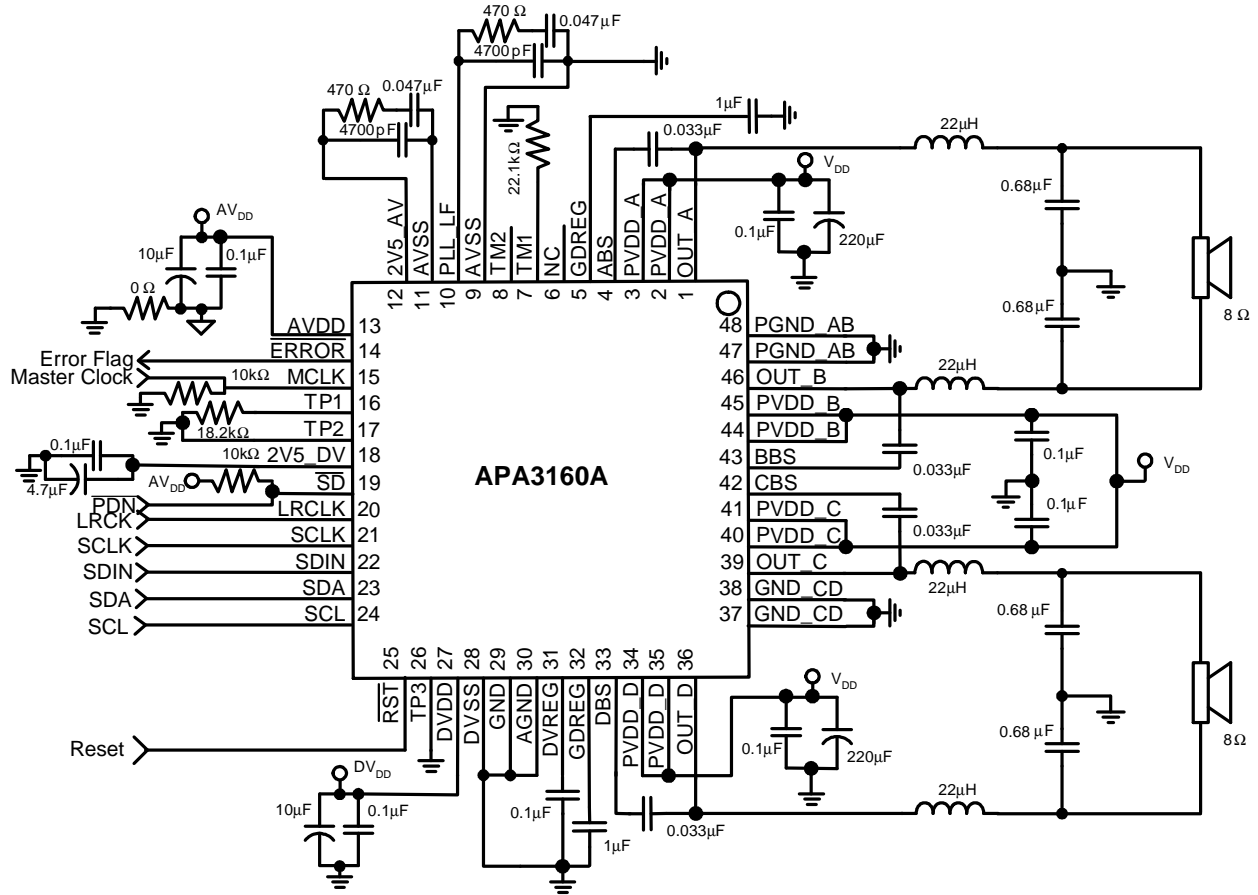 470 Ω
0.047µF
4700pF
470 Ω
0.047µF
4700pF
22.1kΩ
1µF
0.033µF
22µH
V_DD
0.1µF
220µF
0.68µF
0.68µF
8 Ω
AV_DD
10µF
0.1µF
0 Ω
12 2V5_AV
11 AVSS
10 PLL_LF
9 AVSS
8 TM2
7 TM1
6 NC
5 GDREG
4 ABS
3 PVDD_A
2 PVDD_A
1 OUT_A
AVDD 13
Error Flag ERROR 14
Master Clock 10kΩ MCLK 15
TP1 16
18.2kΩ TP2 17
0.1µF
4.7µF
2V5_DV 18
AV_DD
10kΩ
PDN SD 19
LRCK LRCLK 20
SCLK SCLK 21
SDIN SDIN 22
SDA SDA 23
SCL SCL 24
APA3160A
48 PGND_AB
47 PGND_AB
46 OUT_B
22µH
45 PVDD_B
44 PVDD_B
43 BBS
0.033µF
0.1µF
V_DD
42 CBS
41 PVDD_C
0.033µF
0.1µF
40 PVDD_C
39 OUT_C
22µH
38 GND_CD
37 GND_CD
0.68 µF
0.68 µF
8Ω
25 RST
26 TP3
27 DVDD
28 DVSS
29 GND
30 AGND
31 DVREG
32 GDREG
33 DBS
34 PVDD_D
35 PVDD_D
36 OUT_D
Reset
DV_DD
10µF
0.1µF
0.1µF
1µF
0.033µF
V_DD
0.1µF
220µF
22µH